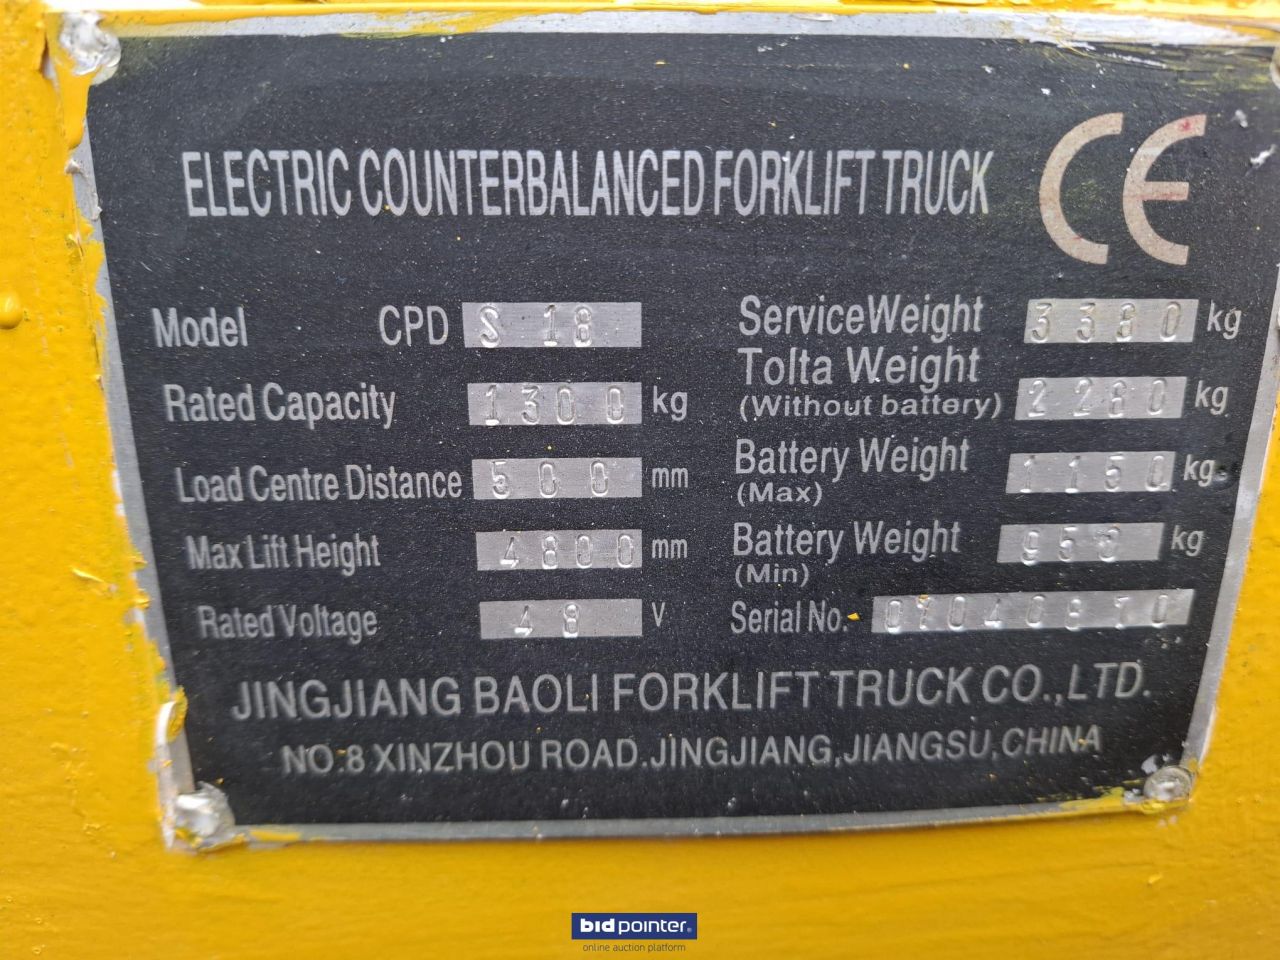 ELECTRIC COUNTERBALANCED FORKLIFT TRUCK CE
Model CPD S 18
Rated Capacity 1300 kg
Load Centre Distance 500 mm
Max Lift Height 4800 mm
Rated Voltage 48 V
Service Weight 3380 kg
Tolta Weight 2280 kg
(Without battery)
Battery Weight 1150 kg
(Max)
Battery Weight kg
(Min)
Serial No.
JINGJIANG BAOLI FORKLIFT TRUCK CO.,LTD.
NO.8 XINZHOU ROAD.JINGJIANG,JIANGSU,CHINA
bidpointer®
online auction platform